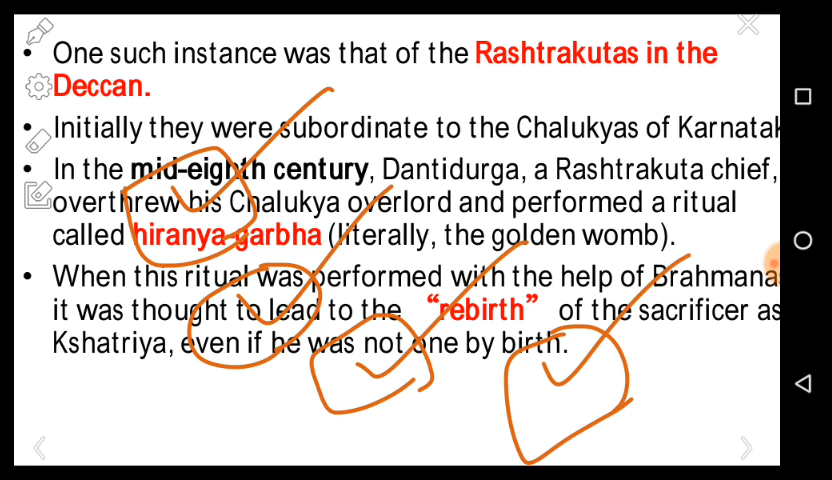 • One such instance was that of the Rashtrakutas in the
Deccan.
• Initially they were subordinate to the Chalukyas of Karnatak
• In the mid-eighth century, Dantidurga, a Rashtrakuta chief,
overthrew his Chalukya overlord and performed a ritual
called hiranya-garbha (literally, the golden womb).
• When this ritual was performed with the help of Brahmana
it was thought to lead to the “rebirth” of the sacrificer as
Kshatriya, even if he was not one by birth.